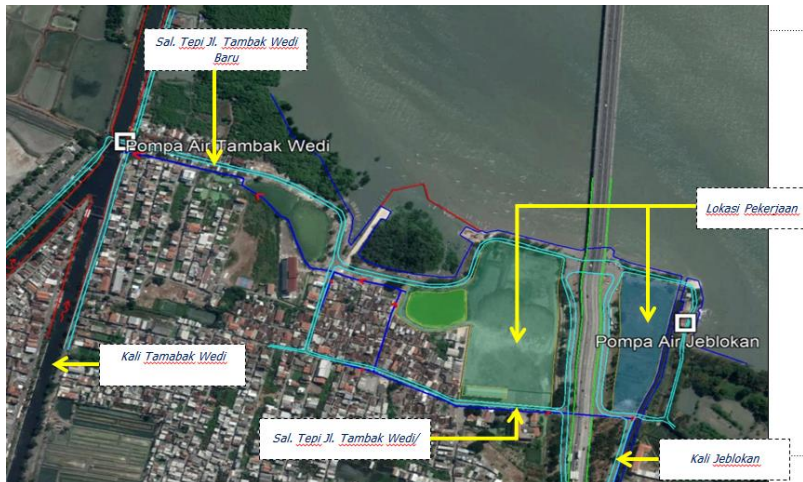 Sal. Tepi Jl. Tambak Wedi
Baru
Pompa Air Tambak Wedi
Lokasi Pekerjaan
Pompa Air Jeblokan
Kali Tamabak Wedi
Sal. Tepi Jl. Tambak Wedi/
Kali Jeblokan